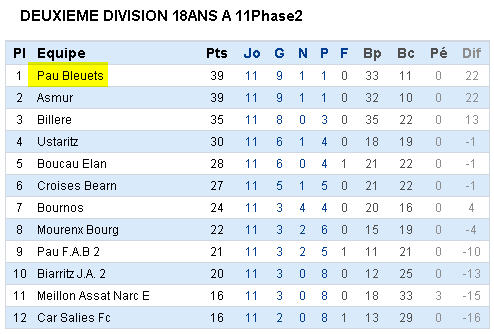 DEUXIEME DIVISION 18ANS A 11Phase2
Pl Equipe Pts Jo G N P F Bp Bc Pé Dif
1 Pau Bleuets 39 11 9 1 1 0 33 11 0 22
2 Asmur 39 11 9 1 1 0 32 10 0 22
3 Billere 35 11 8 0 3 0 35 22 0 13
4 Ustaritz 30 11 6 1 4 0 18 19 0 -1
5 Boucau Elan 28 11 6 0 4 1 21 22 0 -1
6 Croises Bearn 27 11 5 1 5 0 21 22 0 -1
7 Bournos 24 11 3 4 4 0 20 16 0 4
8 Mourenx Bourg 22 11 3 2 6 0 15 19 0 -4
9 Pau F.A.B 2 21 11 3 2 5 1 11 21 0 -10
10 Biarritz J.A. 2 20 11 3 0 8 0 12 25 0 -13
11 Meillon Assat Narc E 16 11 3 0 8 0 18 33 3 -15
12 Car Salies Fc 16 11 2 0 8 1 13 29 0 -16